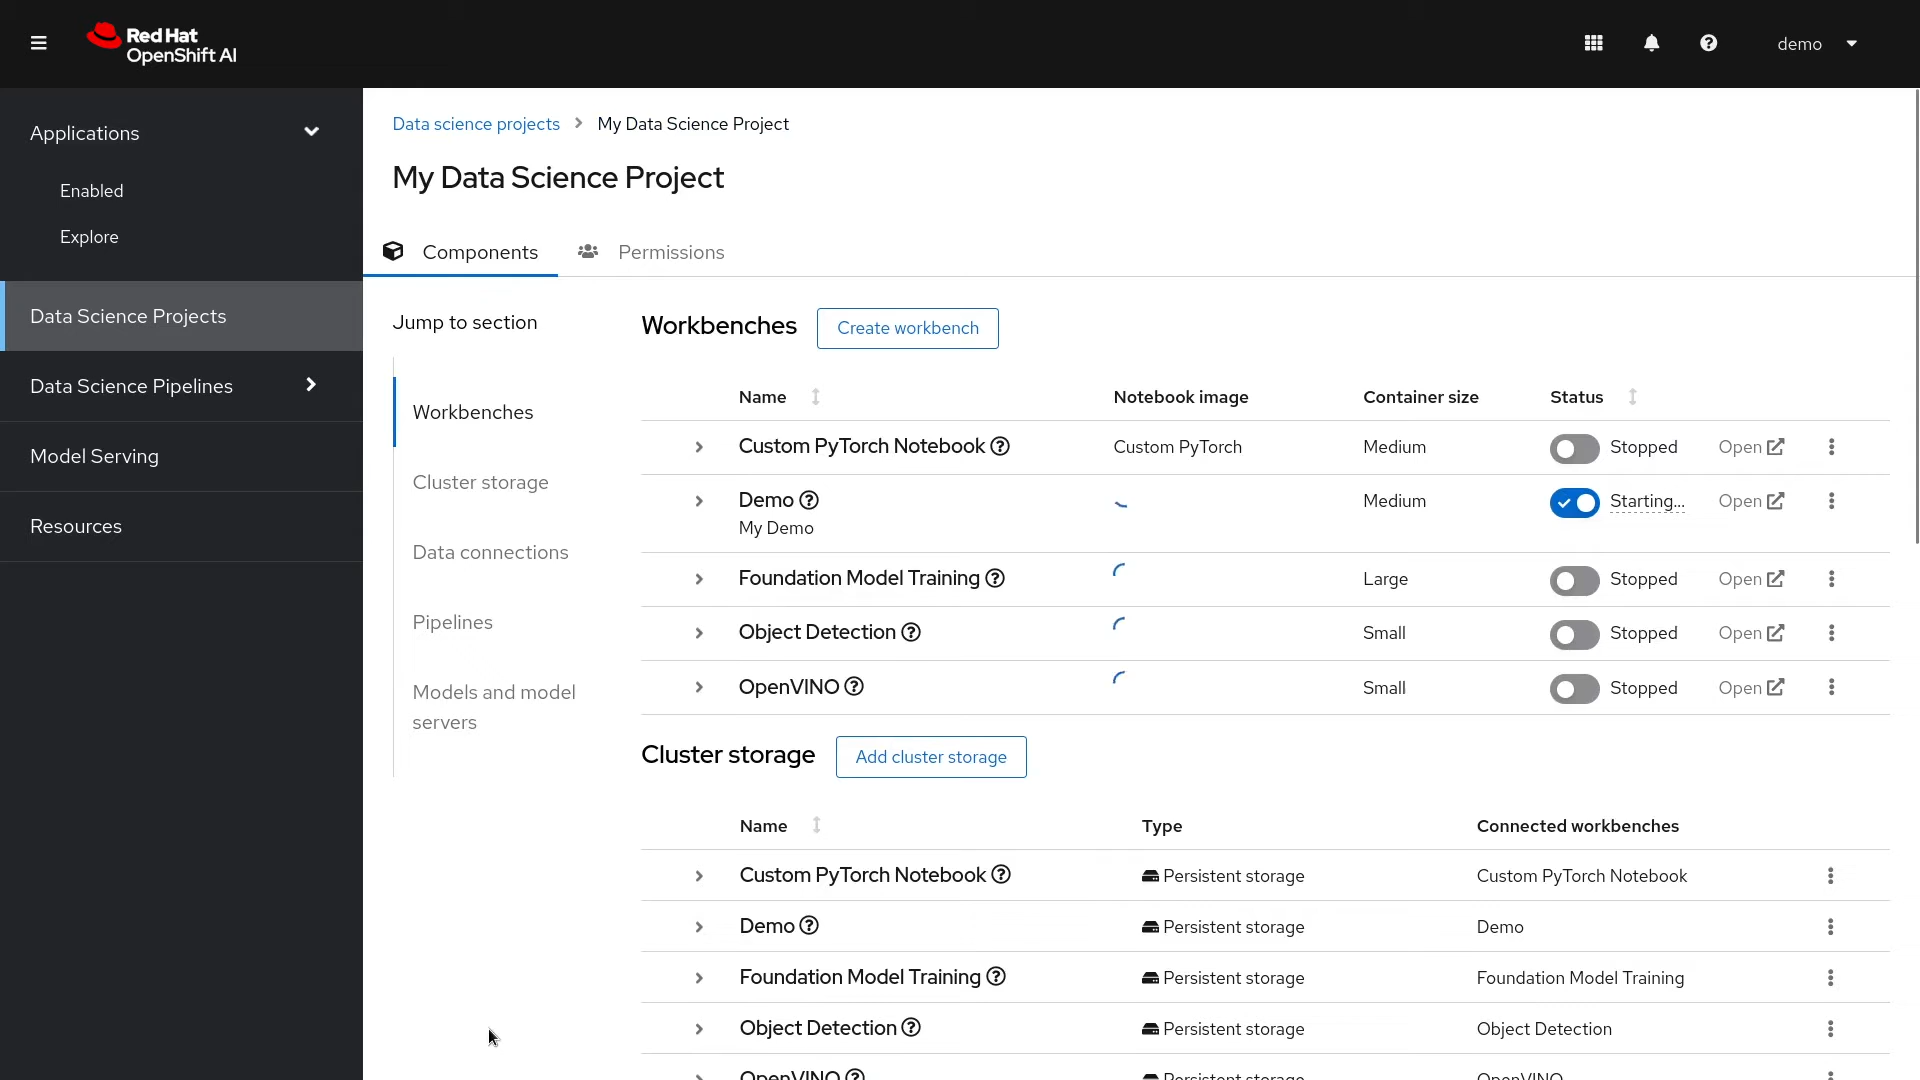 Red Hat
OpenShift AI
demo
Applications
Enabled
Explore
Data Science Projects
Data Science Pipelines
Model Serving
Resources
Data science projects > My Data Science Project
My Data Science Project
Components Permissions
Jump to section
Workbenches
Cluster storage
Data connections
Pipelines
Models and model
servers
Workbenches Create workbench
Name Notebook image Container size Status
Custom PyTorch Notebook Custom PyTorch Medium Stopped Open
Demo Medium Starting... Open
My Demo
Foundation Model Training Large Stopped Open
Object Detection Small Stopped Open
OpenVINO Small Stopped Open
Cluster storage Add cluster storage
Name Type Connected workbenches
Custom PyTorch Notebook Persistent storage Custom PyTorch Notebook
Demo Persistent storage Demo
Foundation Model Training Persistent storage Foundation Model Training
Object Detection Persistent storage Object Detection
OpenVINO Persistent storage OpenVINO